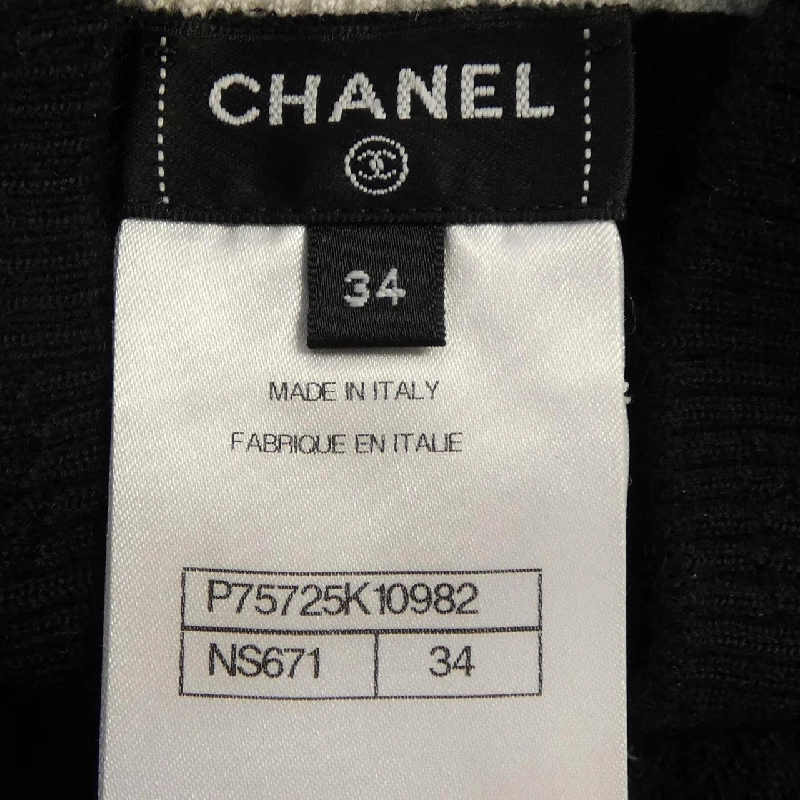 CHANEL
34
MADE IN ITALY
FABRIQUE EN ITALIE
P75725K10982
NS671 34